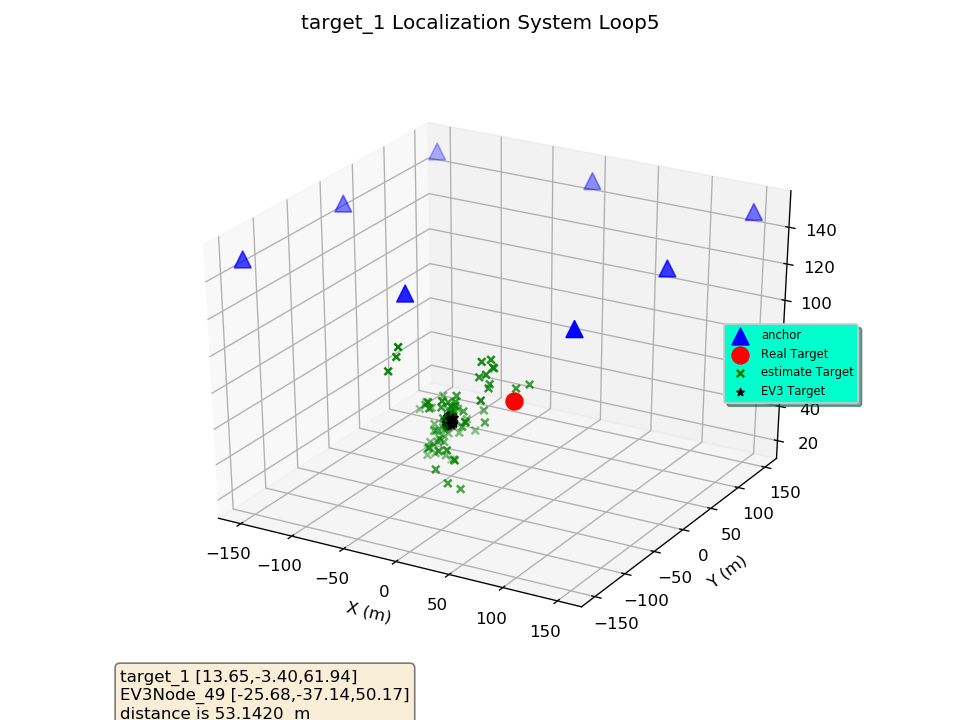 target_1 Localization System Loop5
140
120
100
anchor
Real Target
estimate Target
EV3 Target
40
20
150
100
50
0
−50
−100
−150
Y (m)
−150
−100
−50
0
50
100
150
X (m)
target_1 [13.65,-3.40,61.94]
EV3Node_49 [-25.68,-37.14,50.17]
distance is 53.1420 m